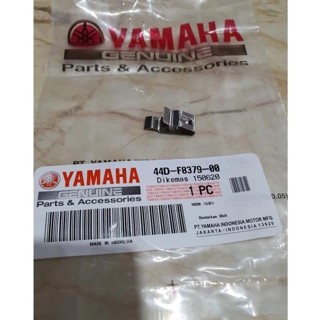 YAMAHA
GENUINE
Parts & Accessories
YAMAHA
GENUINE
Parts & Accessories
44D-F8379-00
Dikemas 150620
1 PC
MADE IN INDONESIA
PT. YAMAHA INDONESIA MOTOR MFG.
JAKARTA-INDONESIA 13920